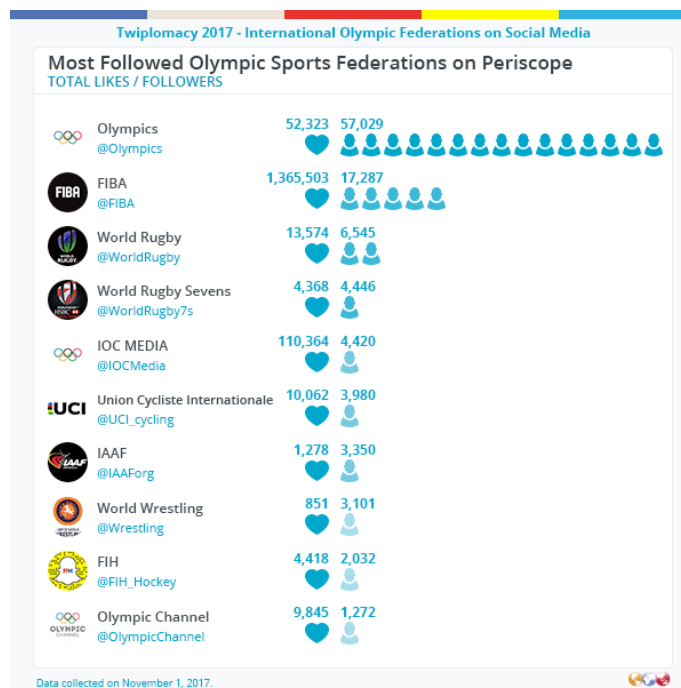 Twiplomacy 2017 - International Olympic Federations on Social Media
Most Followed Olympic Sports Federations on Periscope
TOTAL LIKES / FOLLOWERS
Olympics 52,323 57,029
@Olympics
FIBA
FIBA 1,365,503 17,287
@FIBA
World Rugby 13,574 6,545
@WorldRugby
WORLD
RUGBY
World Rugby Sevens 4,368 4,446
@WorldRugby7s
HSBC
IOC MEDIA 110,364 4,420
@IOCMedia
UCI
Union Cycliste Internationale 10,062 3,980
@UCI_cycling
IAAF 1,278 3,350
IAAF
@IAAForg
World Wrestling 851 3,101
@Wrestling
FIH 4,418 2,032
FIH
@FIH_Hockey
Olympic Channel 9,845 1,272
OLYMPIC
CHANNEL
@OlympicChannel
Data collected on November 1, 2017.